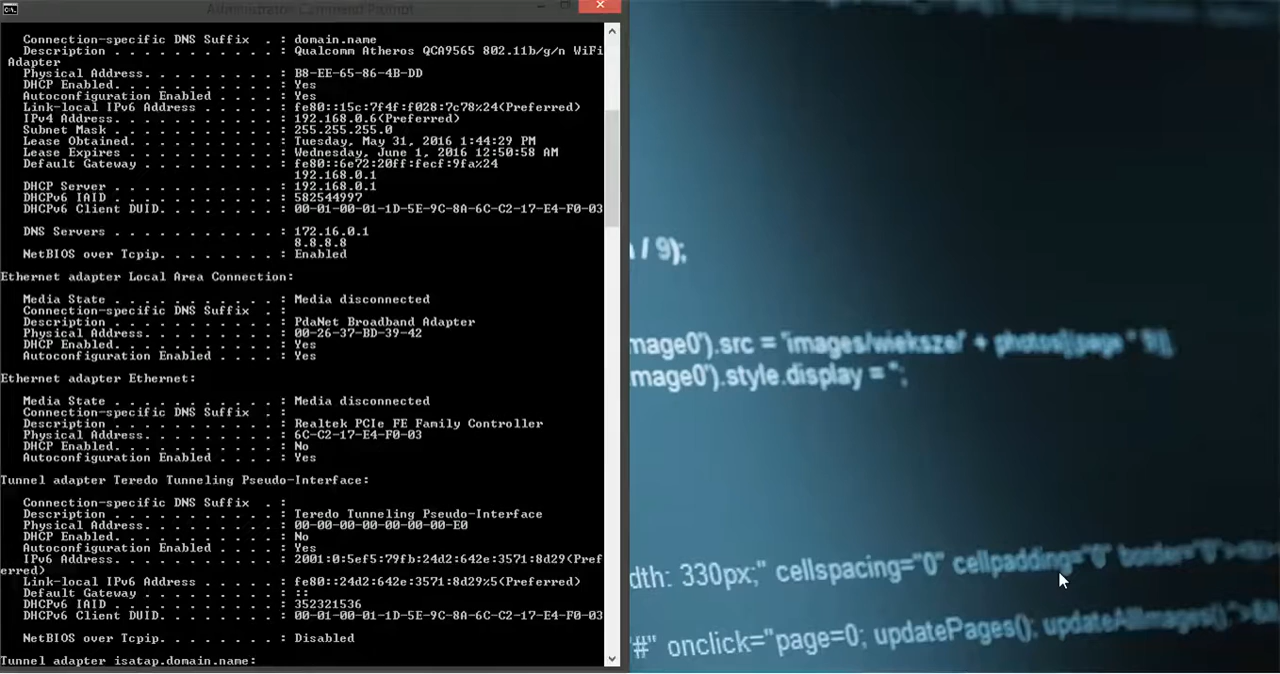 Administrator: Command Prompt
Connection-specific DNS Suffix  . : domain.name
Description . . . . . . . . . . . : Qualcomm Atheros QCA9565 802.11b/g/n WiFi
Adapter
Physical Address. . . . . . . . . : B8-EE-65-86-4B-DD
DHCP Enabled. . . . . . . . . . . : Yes
Autoconfiguration Enabled . . . . : Yes
Link-local IPv6 Address . . . . . : fe80::15c:7f4f:f028:7c78%24(Preferred)
IPv4 Address. . . . . . . . . . . : 192.168.0.6(Preferred)
Subnet Mask . . . . . . . . . . . : 255.255.255.0
Lease Obtained. . . . . . . . . . : Tuesday, May 31, 2016 1:44:29 PM
Lease Expires . . . . . . . . . . : Wednesday, June 1, 2016 12:50:58 AM
Default Gateway . . . . . . . . . : fe80::6e72:20ff:fecf:9fa%24
192.168.0.1
DHCP Server . . . . . . . . . . . : 192.168.0.1
DHCPv6 IAID . . . . . . . . . . . : 582544997
DHCPv6 Client DUID. . . . . . . . : 00-01-00-01-1D-5E-9C-8A-6C-C2-17-E4-F0-03
DNS Servers . . . . . . . . . . . : 172.16.0.1
8.8.8.8
NetBIOS over Tcpip. . . . . . . . : Enabled
Ethernet adapter Local Area Connection:
Media State . . . . . . . . . . . : Media disconnected
Connection-specific DNS Suffix  . :
Description . . . . . . . . . . . : PdaNet Broadband Adapter
Physical Address. . . . . . . . . : 00-26-37-BD-39-42
DHCP Enabled. . . . . . . . . . . : Yes
Autoconfiguration Enabled . . . . : Yes
Ethernet adapter Ethernet:
Media State . . . . . . . . . . . : Media disconnected
Connection-specific DNS Suffix  . :
Description . . . . . . . . . . . : Realtek PCIe FE Family Controller
Physical Address. . . . . . . . . : 6C-C2-17-E4-F0-03
DHCP Enabled. . . . . . . . . . . : No
Autoconfiguration Enabled . . . . : Yes
Tunnel adapter Teredo Tunneling Pseudo-Interface:
Connection-specific DNS Suffix  . :
Description . . . . . . . . . . . : Teredo Tunneling Pseudo-Interface
Physical Address. . . . . . . . . : 00-00-00-00-00-00-00-E0
DHCP Enabled. . . . . . . . . . . : No
Autoconfiguration Enabled . . . . : Yes
IPv6 Address. . . . . . . . . . . : 2001:0:5ef5:79fb:24d2:642e:3571:8d29(Pref
erred)
Link-local IPv6 Address . . . . . : fe80::24d2:642e:3571:8d29%5(Preferred)
Default Gateway . . . . . . . . . : ::
DHCPv6 IAID . . . . . . . . . . . : 352321536
DHCPv6 Client DUID. . . . . . . . : 00-01-00-01-1D-5E-9C-8A-6C-C2-17-E4-F0-03
NetBIOS over Tcpip. . . . . . . . : Disabled
Tunnel adapter isatap.domain.name:
/ 9);
mage0').src = 'images/wieksze/' + photos[(page * 9)];
mage0').style.display = '';
dth: 330px;" cellspacing="0" cellpadding="0" border="0">
"#" onclick="page=0; updatePages(); updateAllImages();">